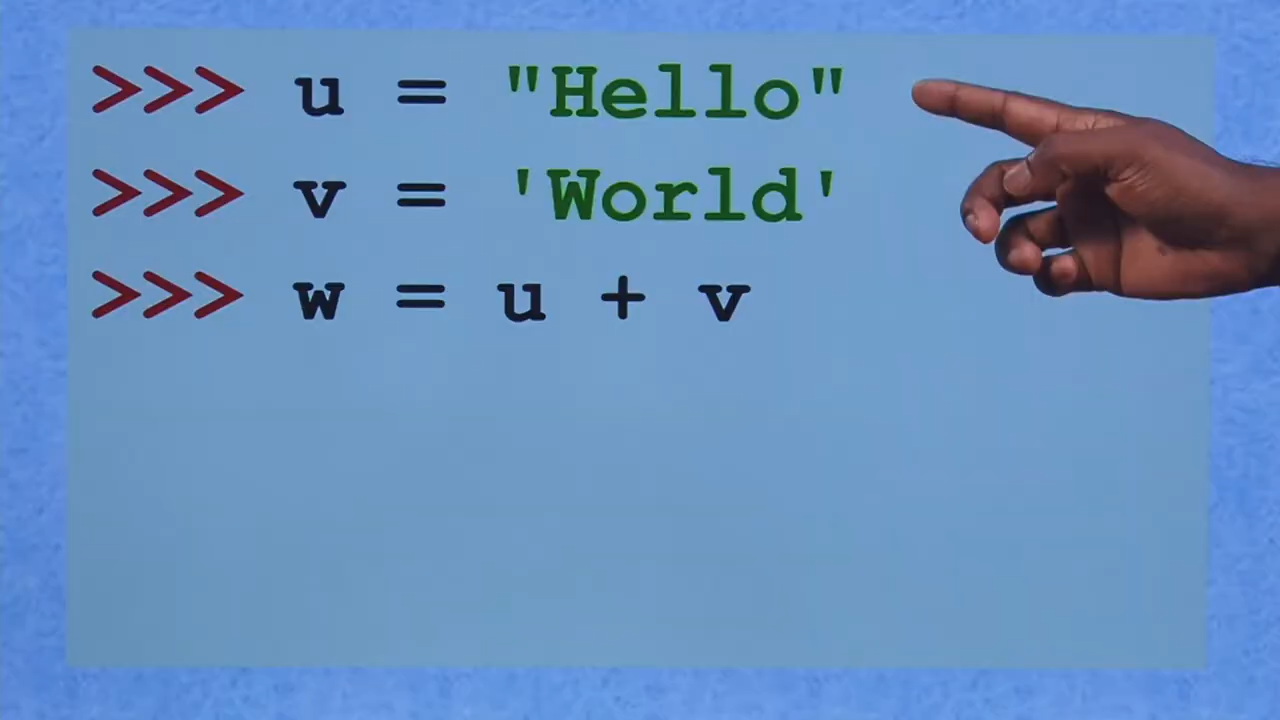 >>> u = "Hello"
>>> v = 'World'
>>> w = u + v